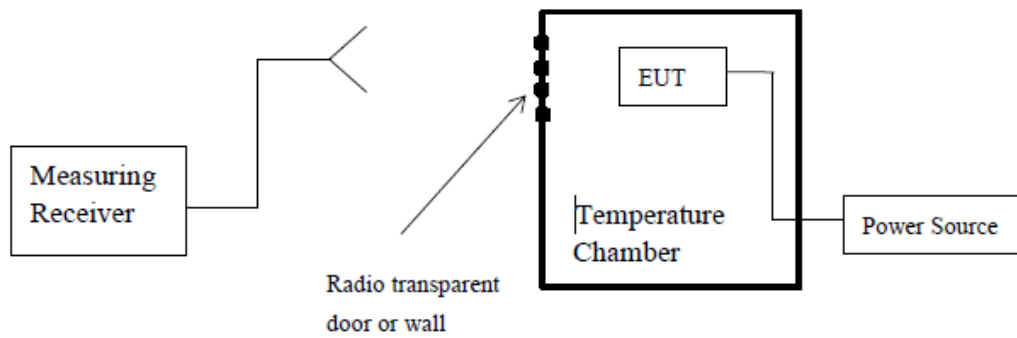 Measuring
Receiver
EUT
Temperature
Chamber
Power Source
Radio transparent
door or wall